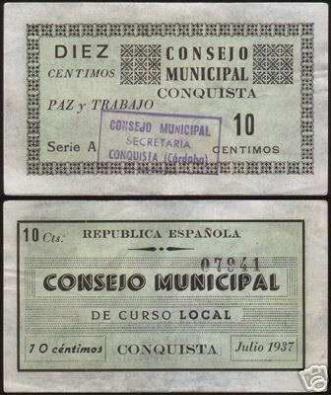 DIEZ
CENTIMOS
CONSEJO
MUNICIPAL
CONQUISTA
PAZ y TRABAJO
10
CENTIMOS
Serie A
CONSEJO MUNICIPAL
SECRETARIA
CONQUISTA (Córdoba)
10 Cts.
REPUBLICA ESPAÑOLA
07941
CONSEJO MUNICIPAL
DE CURSO LOCAL
10 céntimos
CONQUISTA
Julio 1937